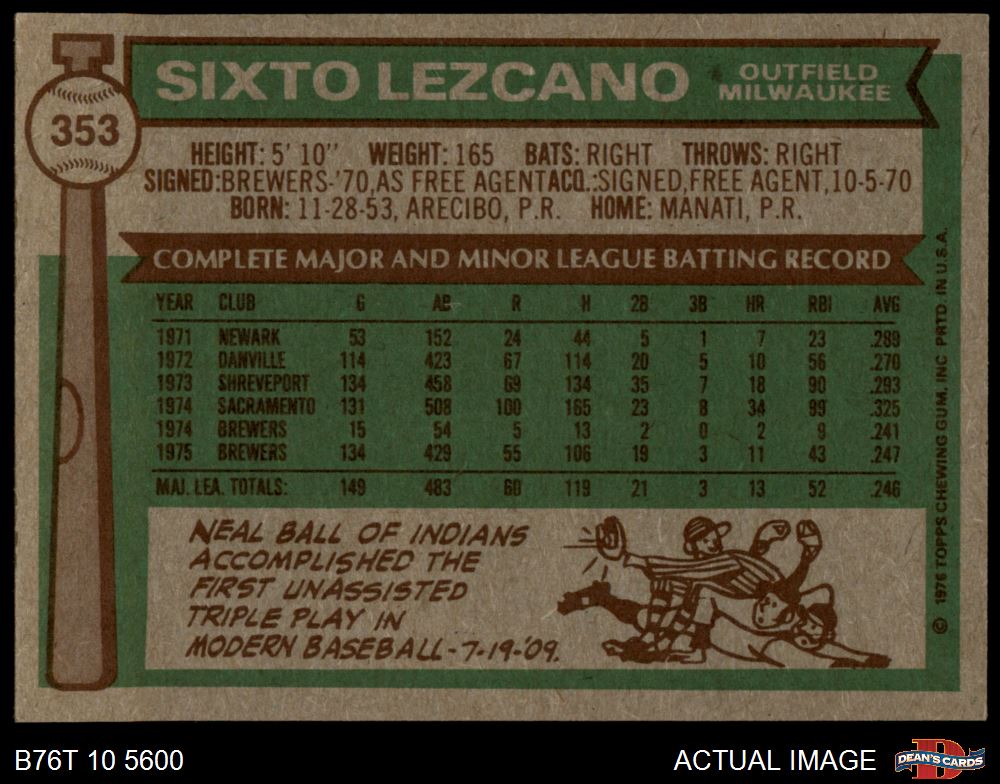 353
SIXTO LEZCANO
OUTFIELD
MILWAUKEE
HEIGHT: 5' 10" WEIGHT: 165 BATS: RIGHT THROWS: RIGHT
SIGNED:BREWERS-'70,AS FREE AGENTACQ.:SIGNED,FREE AGENT,10-5-70
BORN: 11-28-53, ARECIBO, P.R. HOME: MANATI, P.R.
COMPLETE MAJOR AND MINOR LEAGUE BATTING RECORD
YEAR CLUB G AB R H 2B 3B HR RBI AVG
1971 NEWARK 53 152 24 44 5 1 7 23 .289
1972 DANVILLE 114 423 67 114 20 5 10 56 .270
1973 SHREVEPORT 134 458 69 134 35 7 18 90 .293
1974 SACRAMENTO 131 508 100 165 23 8 34 99 .325
1974 BREWERS 15 54 5 13 2 0 2 9 .241
1975 BREWERS 134 429 55 106 19 3 11 43 .247
MAJ. LEA. TOTALS: 149 483 60 119 21 3 13 52 .246
NEAL BALL OF INDIANS
ACCOMPLISHED THE
FIRST UNASSISTED
TRIPLE PLAY IN
MODERN BASEBALL-7-19-'09.
© 1976 TOPPS CHEWING GUM, INC PRTD. IN U.S.A.
B76T 10 5600
ACTUAL IMAGE
DEAN'S CARDS